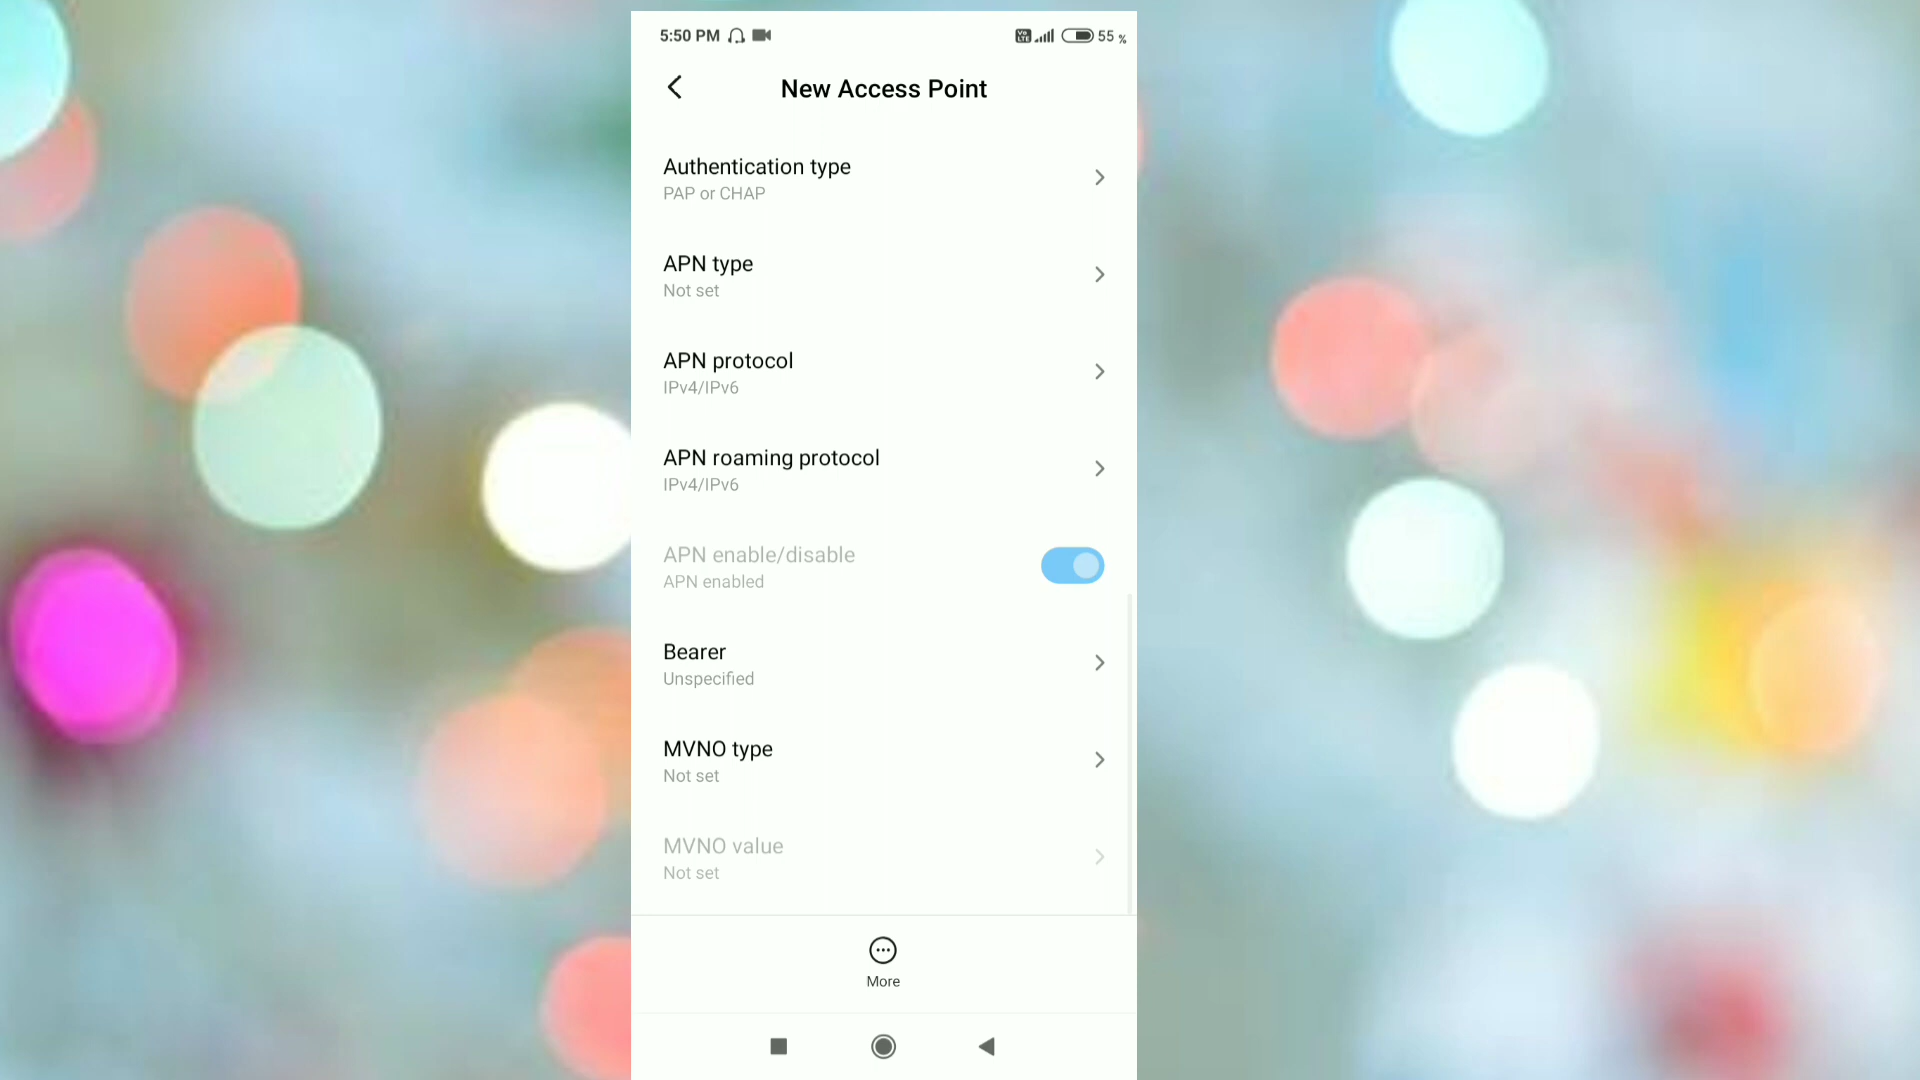 5:50 PM Vo LTE 55 %
New Access Point
Authentication type
PAP or CHAP
APN type
Not set
APN protocol
IPv4/IPv6
APN roaming protocol
IPv4/IPv6
APN enable/disable
APN enabled
Bearer
Unspecified
MVNO type
Not set
MVNO value
Not set
More